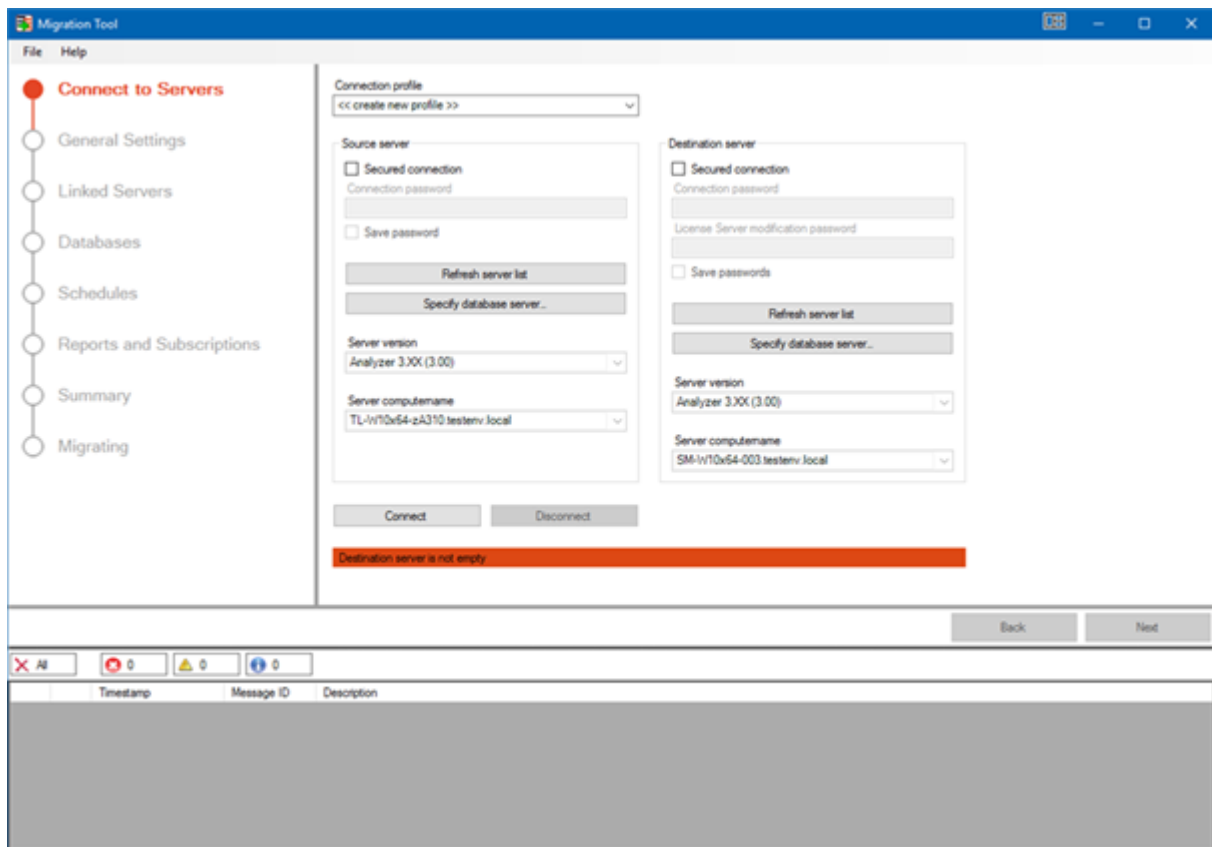 Migration Tool
File Help
Connect to Servers
General Settings
Linked Servers
Databases
Schedules
Reports and Subscriptions
Summary
Migrating
Connection profile
<< create new profile >>
Source server
Secured connection
Connection password
Save password
Refresh server list
Specify database server...
Server version
Analyzer 3.XX (3.00)
Server computername
TL-W10x64-zA310.testenv.local
Destination server
Secured connection
Connection password
License Server modification password
Save passwords
Refresh server list
Specify database server...
Server version
Analyzer 3.XX (3.00)
Server computername
SM-W10x64-003.testenv.local
Connect Disconnect
Destination server is not empty
Back Next
All 0 0 0
Timestamp Message ID Description